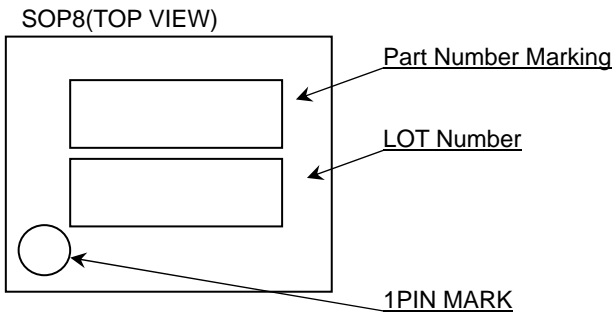 SOP8(TOP VIEW)
Part Number Marking
LOT Number
1PIN MARK